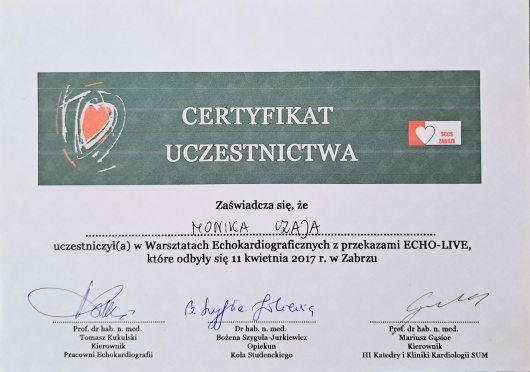 CERTYFIKAT
UCZESTNICTWA
SCCS
ZABRZE
Zaświadcza się, że
MONIKA CZAJA
uczestniczył(a) w Warsztatach Echokardiograficznych z przekazami ECHO-LIVE,
które odbyły się 11 kwietnia 2017 r. w Zabrzu
Prof. dr hab. n. med.
Tomasz Kukulski
Kierownik
Pracowni Echokardiografii
Dr hab. n. med.
Bożena Szyguła-Jurkiewicz
Opiekun
Koła Studenckiego
Prof. dr hab. n. med.
Mariusz Gąsior
Kierownik
III Katedry i Kliniki Kardiologii SUM